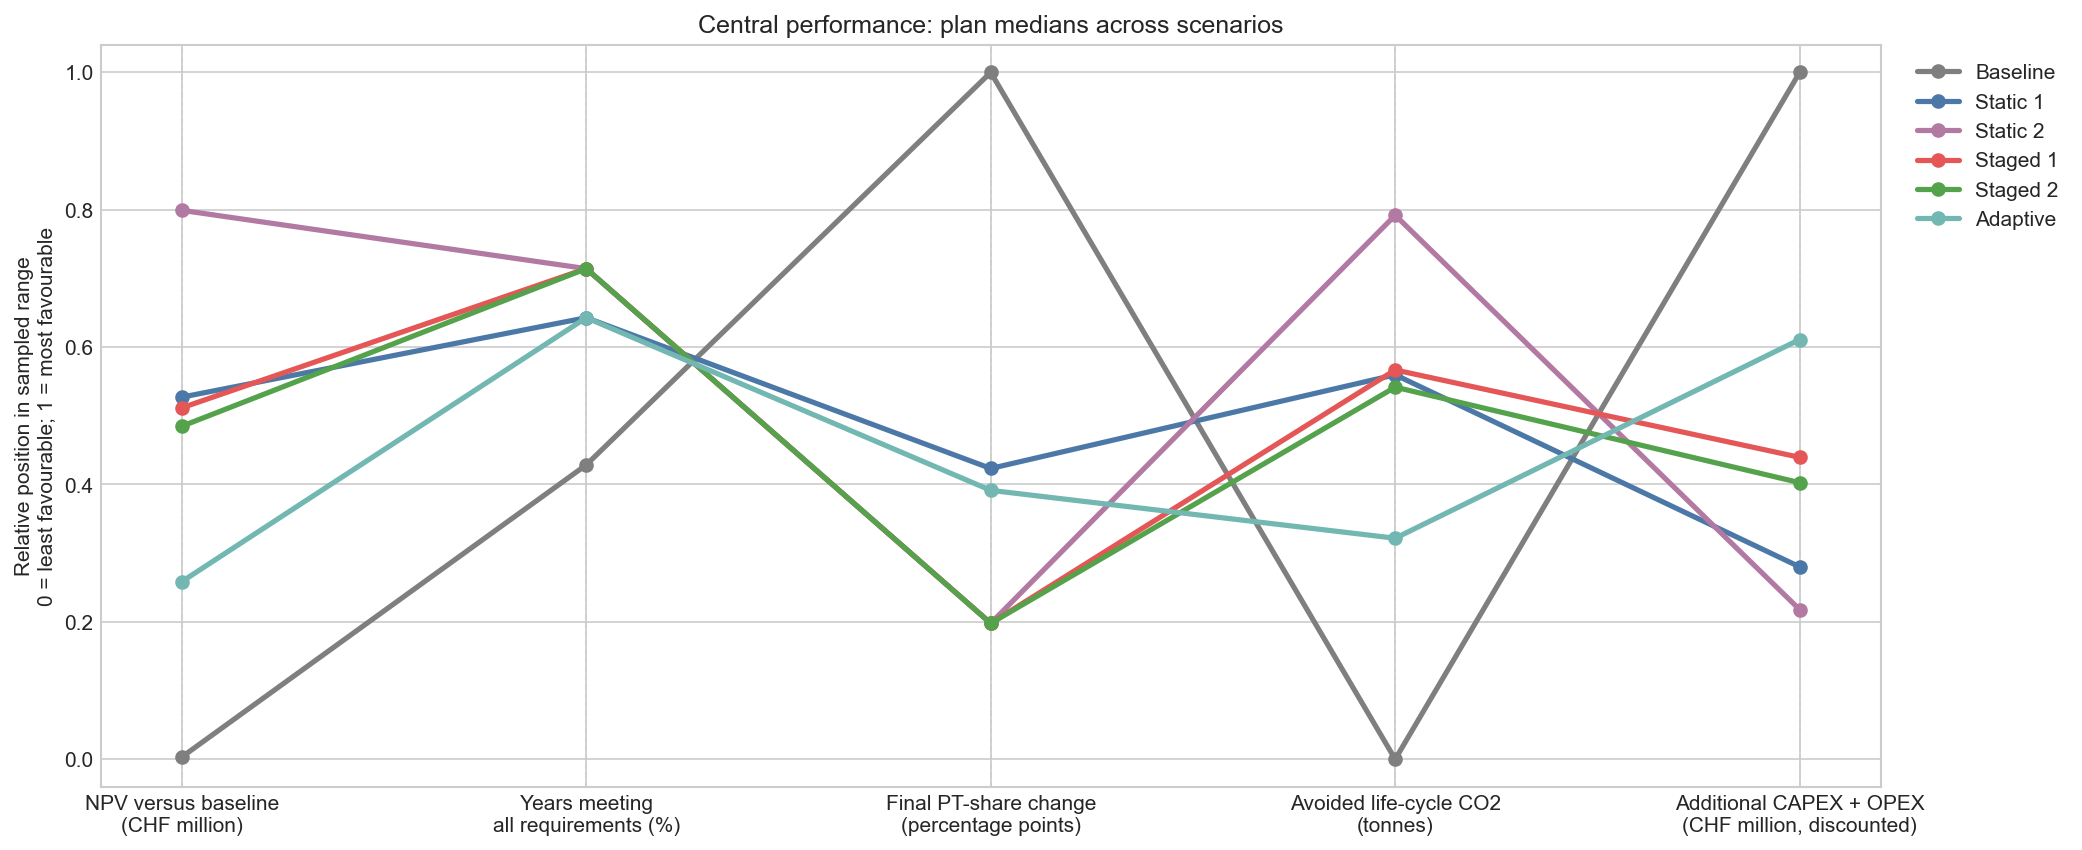 Central performance: plan medians across scenarios
Relative position in sampled range
0 = least favourable; 1 = most favourable
1.0
0.8
0.6
0.4
0.2
0.0
NPV versus baseline
(CHF million)
Years meeting
all requirements (%)
Final PT-share change
(percentage points)
Avoided life-cycle CO2
(tonnes)
Additional CAPEX + OPEX
(CHF million, discounted)
Baseline
Static 1
Static 2
Staged 1
Staged 2
Adaptive